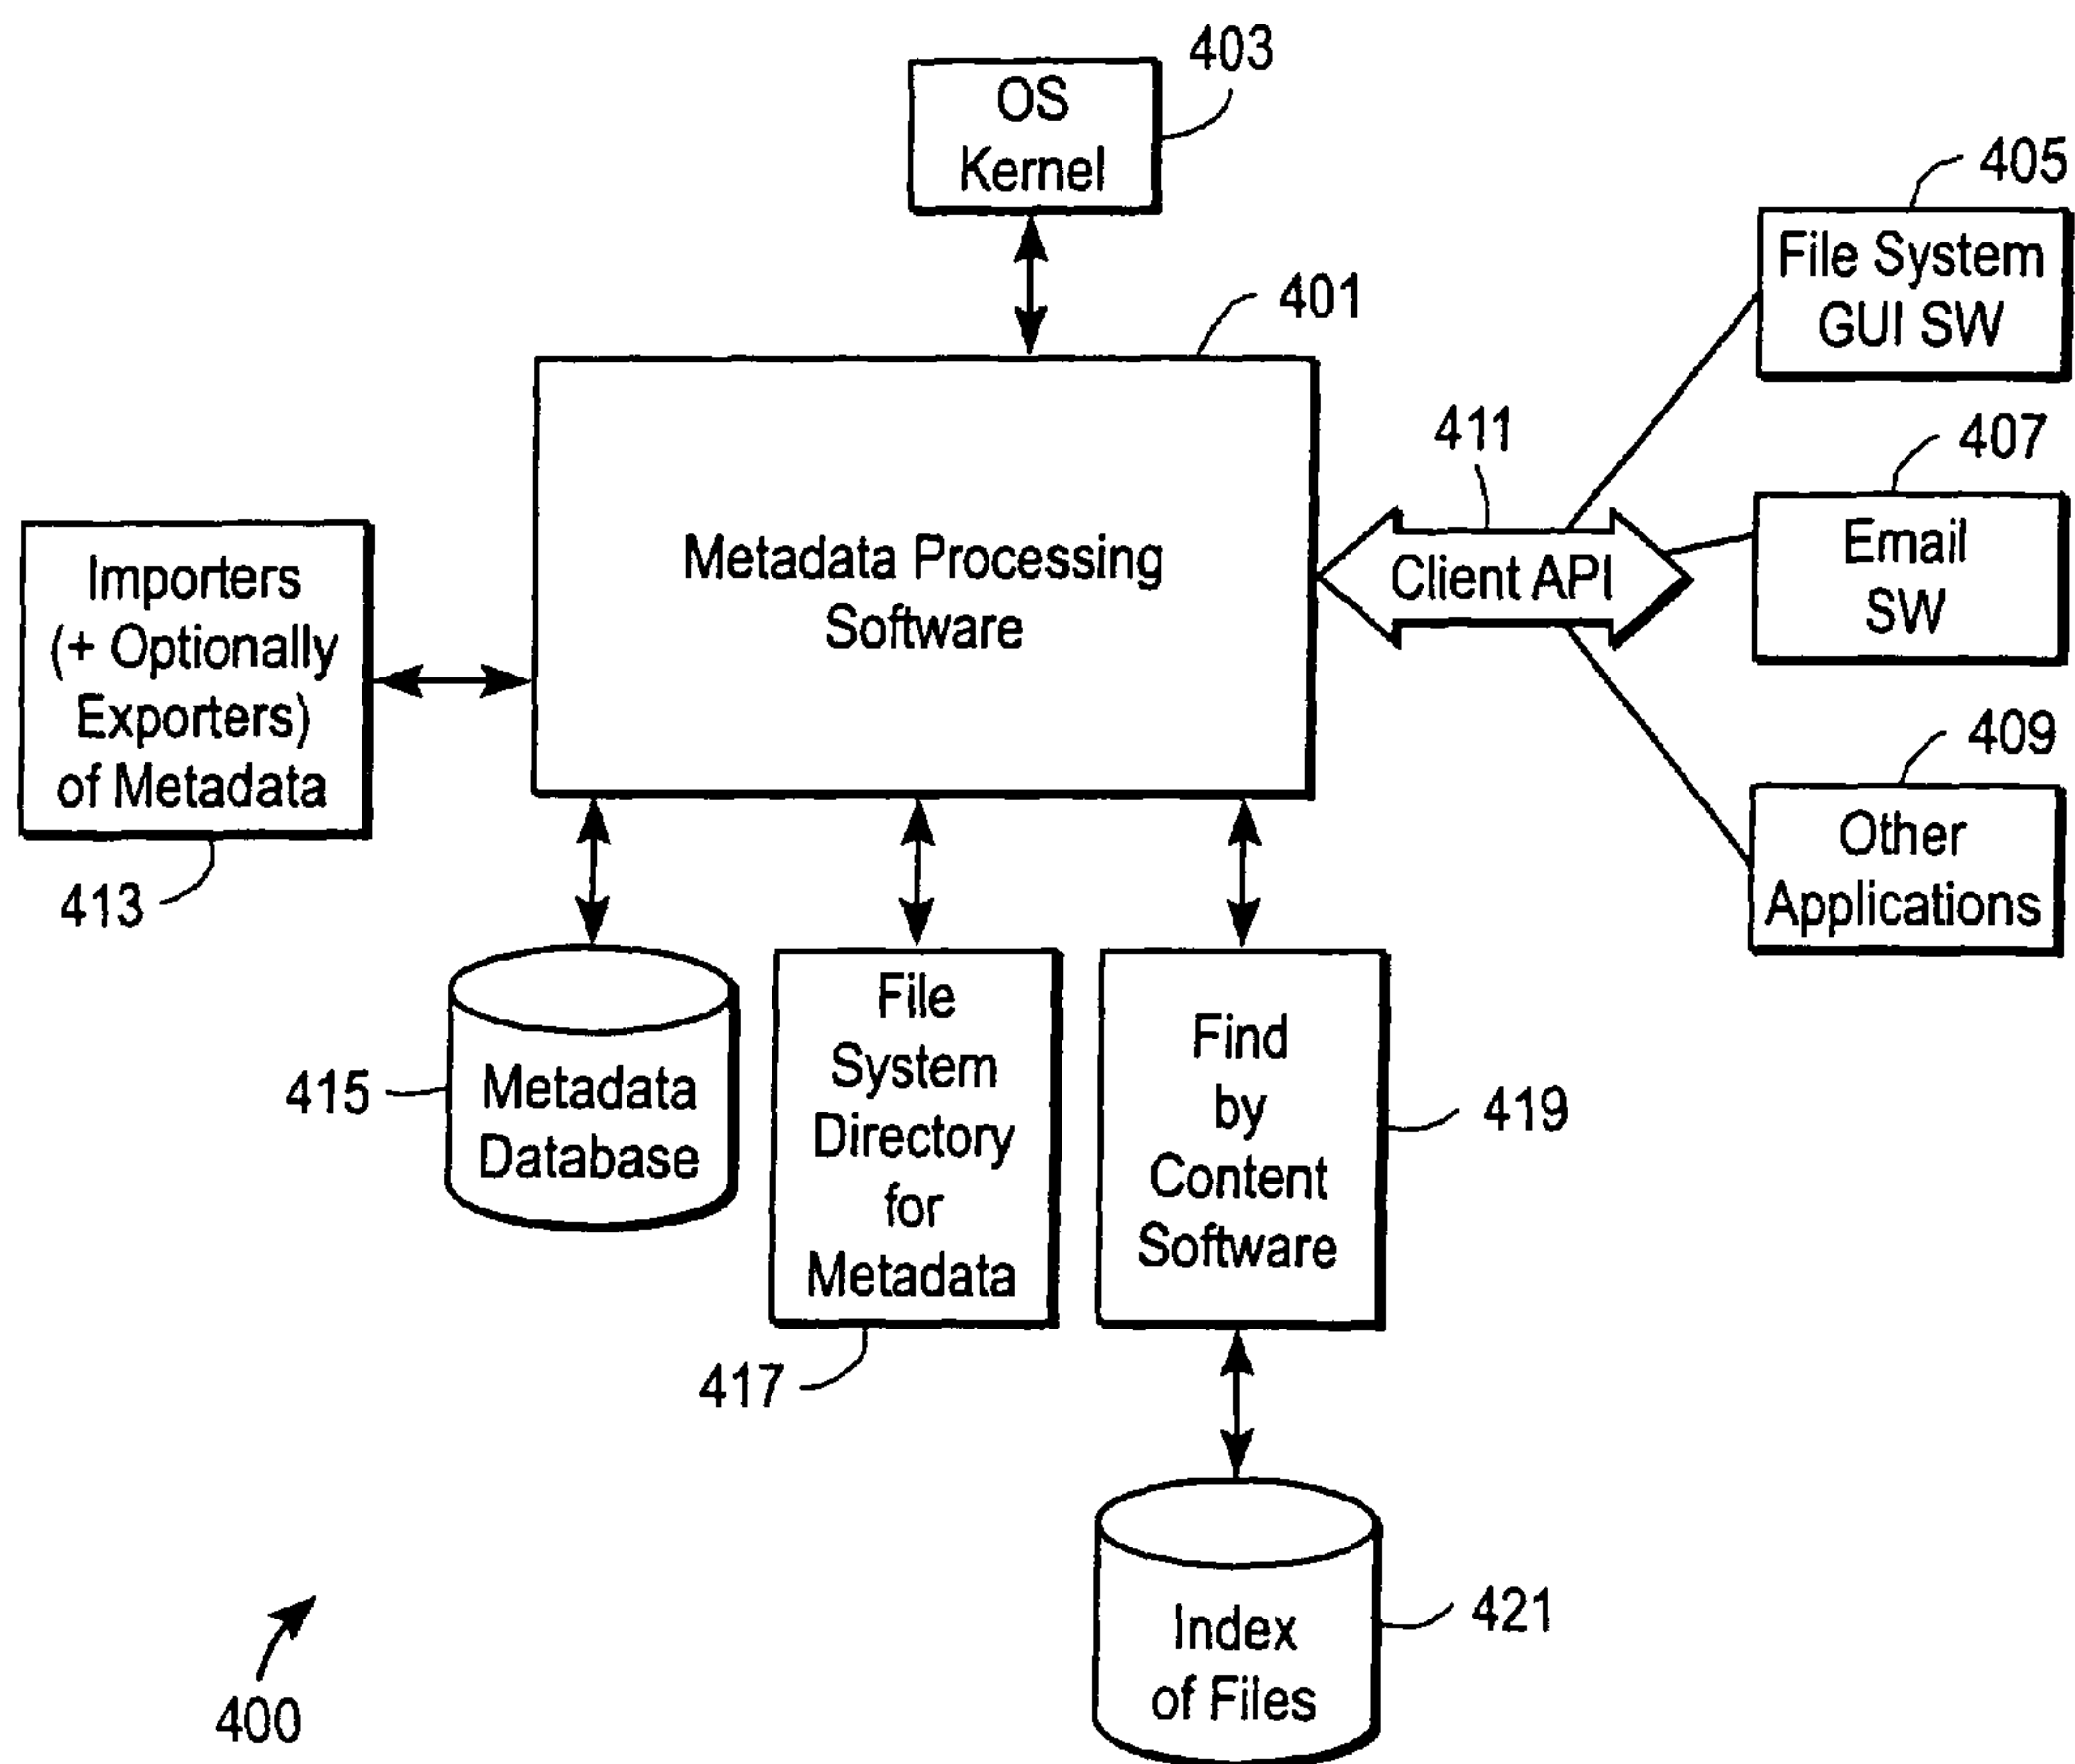 403
OS
Kernel
405
File System
GUI SW
401
411
407
Client API
Email
SW
Metadata Processing
Software
Importers
(+ Optionally
Exporters)
of Metadata
413
409
Other
Applications
415
Metadata
Database
File
System
Directory
for
Metadata
417
Find
by
Content
Software
419
Index
of Files
421
400